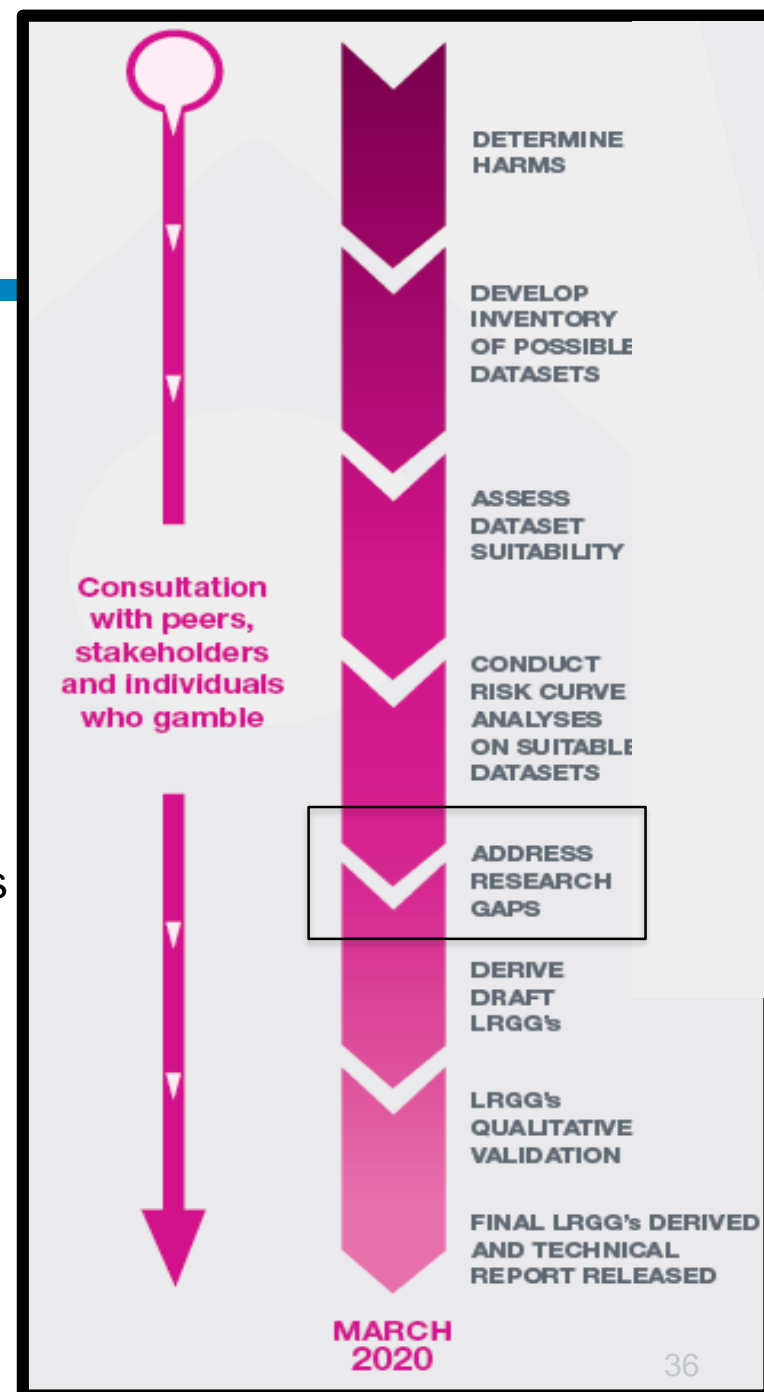 DETERMINE
HARMS
DEVELOP
INVENTORY
OF POSSIBLE
DATASETS
ASSESS
DATASET
SUITABILITY
Consultation
with peers,
stakeholders
and individuals
who gamble
CONDUCT
RISK CURVE
ANALYSES
ON SUITABLE
DATASETS
ADDRESS
RESEARCH
GAPS
s
DERIVE
DRAFT
LRGG's
LRGG's
QUALITATIVE
VALIDATION
FINAL LRGG's DERIVED
AND TECHNICAL
REPORT RELEASED
MARCH
2020
36